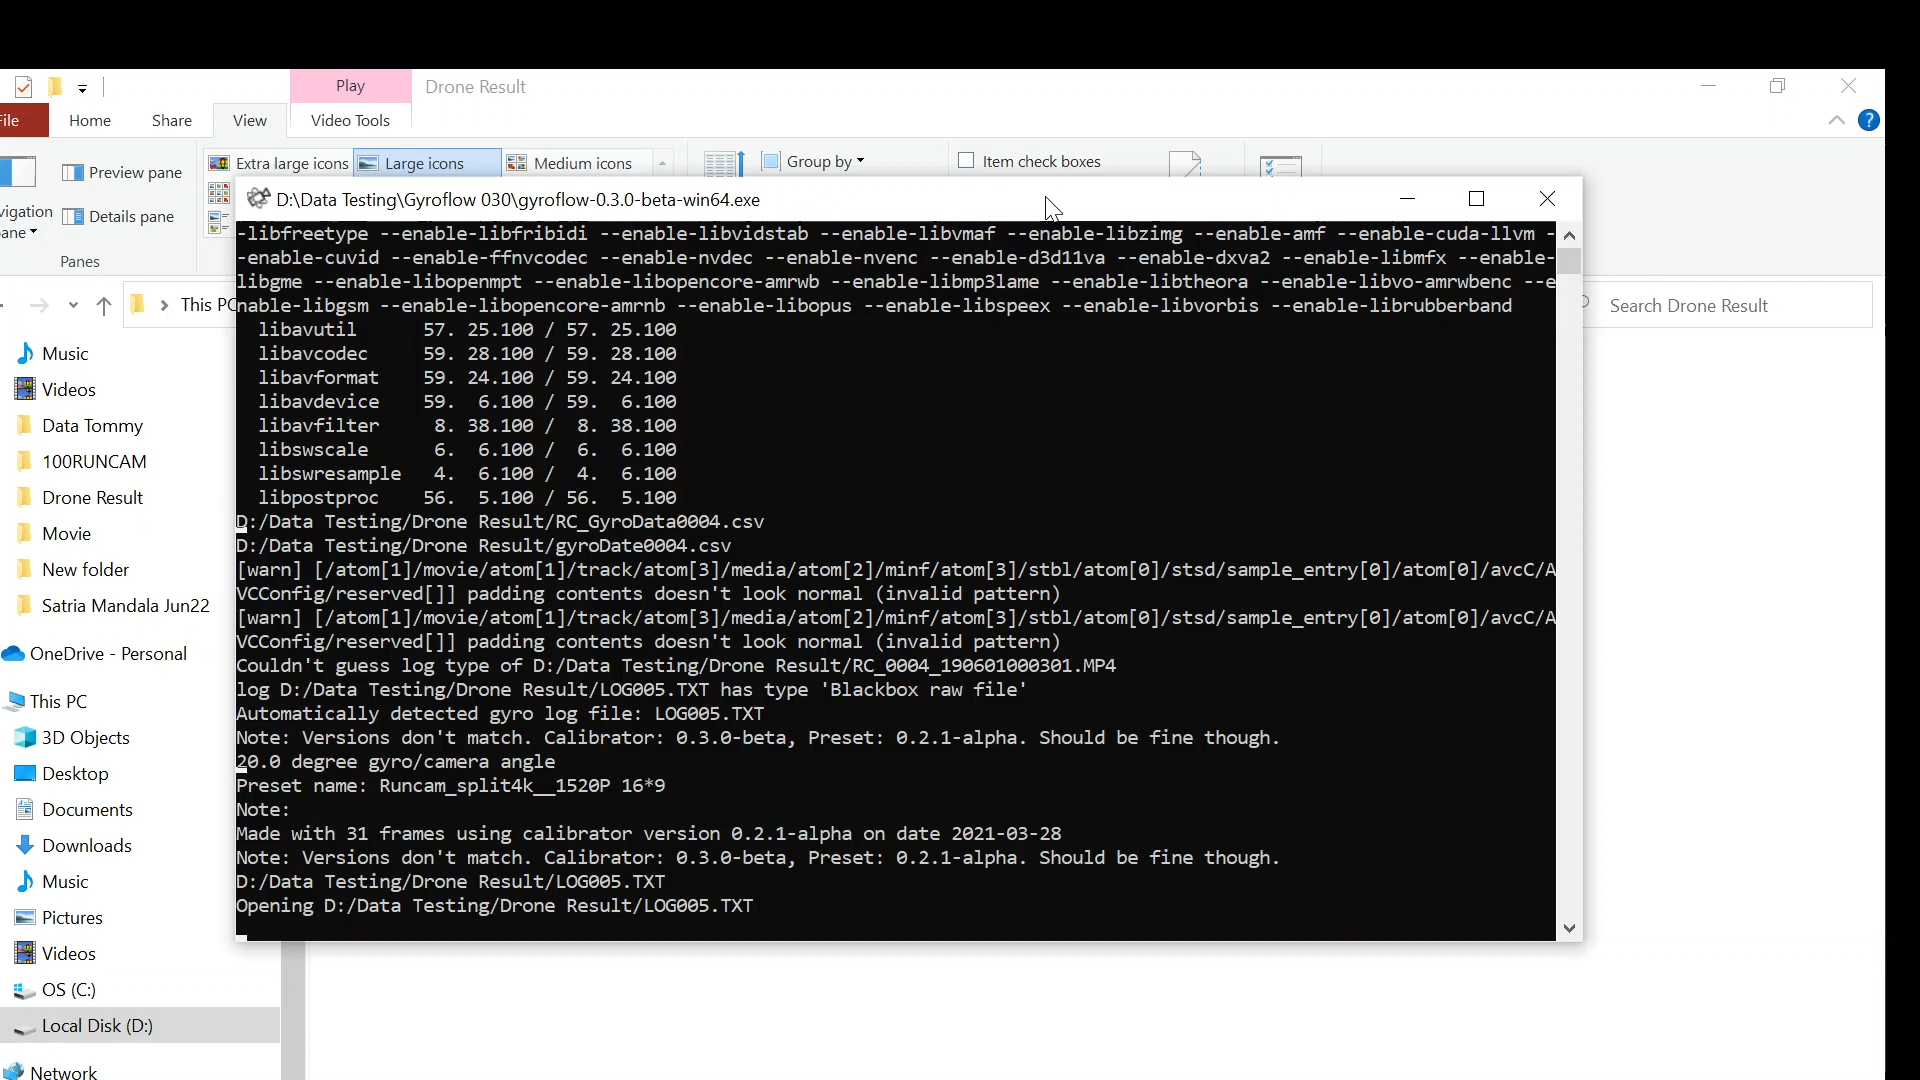 Play
Drone Result
File
Home
Share
View
Video Tools
?
Preview pane
Extra large icons
Large icons
Medium icons
Group by
Item check boxes
Details pane
Panes
This PC
Search Drone Result
D:\Data Testing\Gyroflow 030\gyroflow-0.3.0-beta-win64.exe
-libfreetype --enable-libfribidi --enable-libvidstab --enable-libvmaf --enable-libzimg --enable-amf --enable-cuda-llvm -
-enable-cuvid --enable-ffnvcodec --enable-nvdec --enable-nvenc --enable-d3d11va --enable-dxva2 --enable-libmfx --enable-
libgme --enable-libopenmpt --enable-libopencore-amrwb --enable-libmp3lame --enable-libtheora --enable-libvo-amrwbenc --e
nable-libgsm --enable-libopencore-amrnb --enable-libopus --enable-libspeex --enable-libvorbis --enable-librubberband
libavutil 57. 25.100 / 57. 25.100
libavcodec 59. 28.100 / 59. 28.100
libavformat 59. 24.100 / 59. 24.100
libavdevice 59. 6.100 / 59. 6.100
libavfilter 8. 38.100 / 8. 38.100
libswscale 6. 6.100 / 6. 6.100
libswresample 4. 6.100 / 4. 6.100
libpostproc 56. 5.100 / 56. 5.100
D:/Data Testing/Drone Result/RC_GyroData0004.csv
D:/Data Testing/Drone Result/gyroDate0004.csv
[warn] [/atom[1]/movie/atom[1]/track/atom[3]/media/atom[2]/minf/atom[3]/stbl/atom[0]/stsd/sample_entry[0]/atom[0]/avcC/A
VCConfig/reserved[]] padding contents doesn't look normal (invalid pattern)
[warn] [/atom[1]/movie/atom[1]/track/atom[3]/media/atom[2]/minf/atom[3]/stbl/atom[0]/stsd/sample_entry[0]/atom[0]/avcC/A
VCConfig/reserved[]] padding contents doesn't look normal (invalid pattern)
Couldn't guess log type of D:/Data Testing/Drone Result/RC_0004_190601000301.MP4
log D:/Data Testing/Drone Result/LOG005.TXT has type 'Blackbox raw file'
Automatically detected gyro log file: LOG005.TXT
Note: Versions don't match. Calibrator: 0.3.0-beta, Preset: 0.2.1-alpha. Should be fine though.
20.0 degree gyro/camera angle
Preset name: Runcam_split4k__1520P 16*9
Note:
Made with 31 frames using calibrator version 0.2.1-alpha on date 2021-03-28
Note: Versions don't match. Calibrator: 0.3.0-beta, Preset: 0.2.1-alpha. Should be fine though.
D:/Data Testing/Drone Result/LOG005.TXT
Opening D:/Data Testing/Drone Result/LOG005.TXT
Music
Videos
Data Tommy
100RUNCAM
Drone Result
Movie
New folder
Satria Mandala Jun22
OneDrive - Personal
This PC
3D Objects
Desktop
Documents
Downloads
Music
Pictures
Videos
OS (C:)
Local Disk (D:)
Network